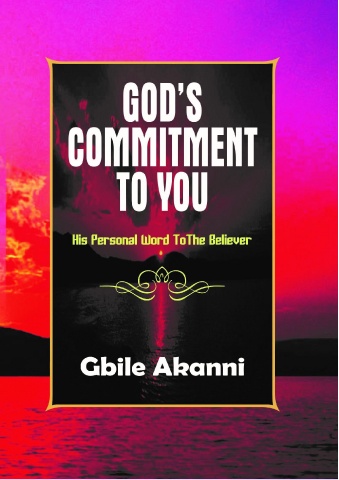 GOD'S
COMMITMENT
TO YOU
His Personal Word ToThe Believer
Gbile Akanni